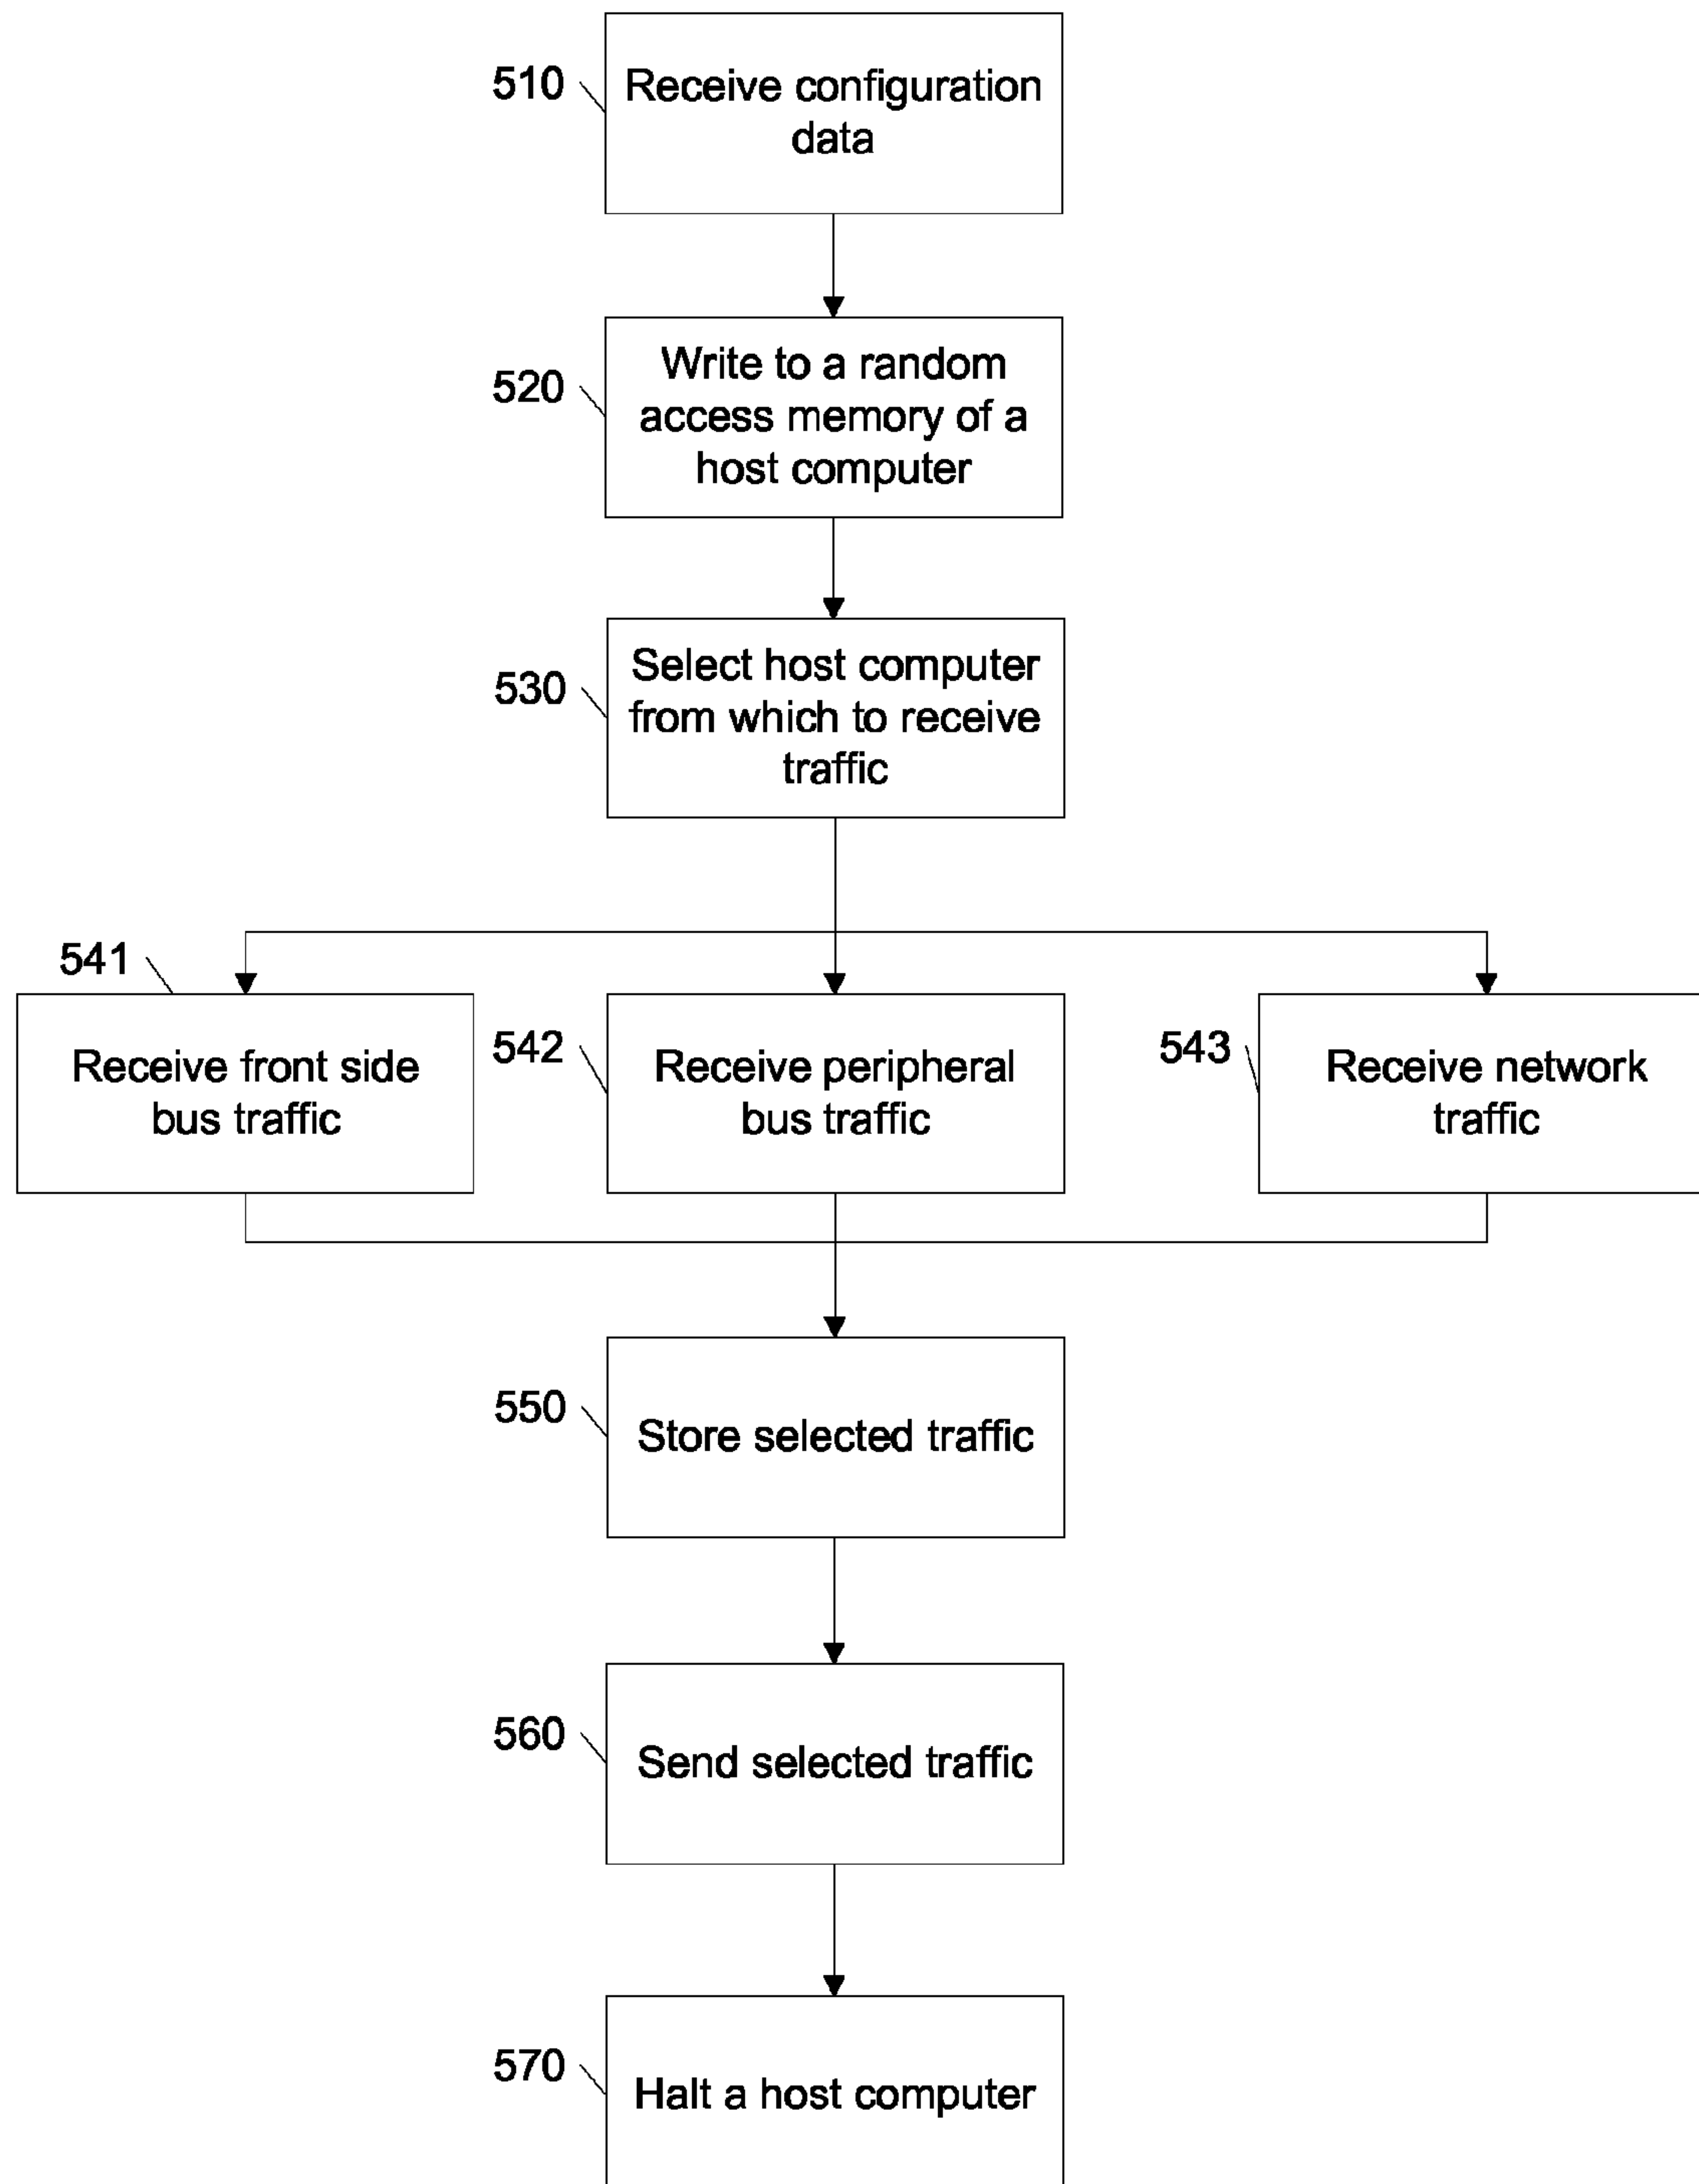 510
Receive configuration
data
520
Write to a random
access memory of a
host computer
530
Select host computer
from which to receive
traffic
541
Receive front side
bus traffic
542
Receive peripheral
bus traffic
543
Receive network
traffic
550
Store selected traffic
560
Send selected traffic
570
Halt a host computer